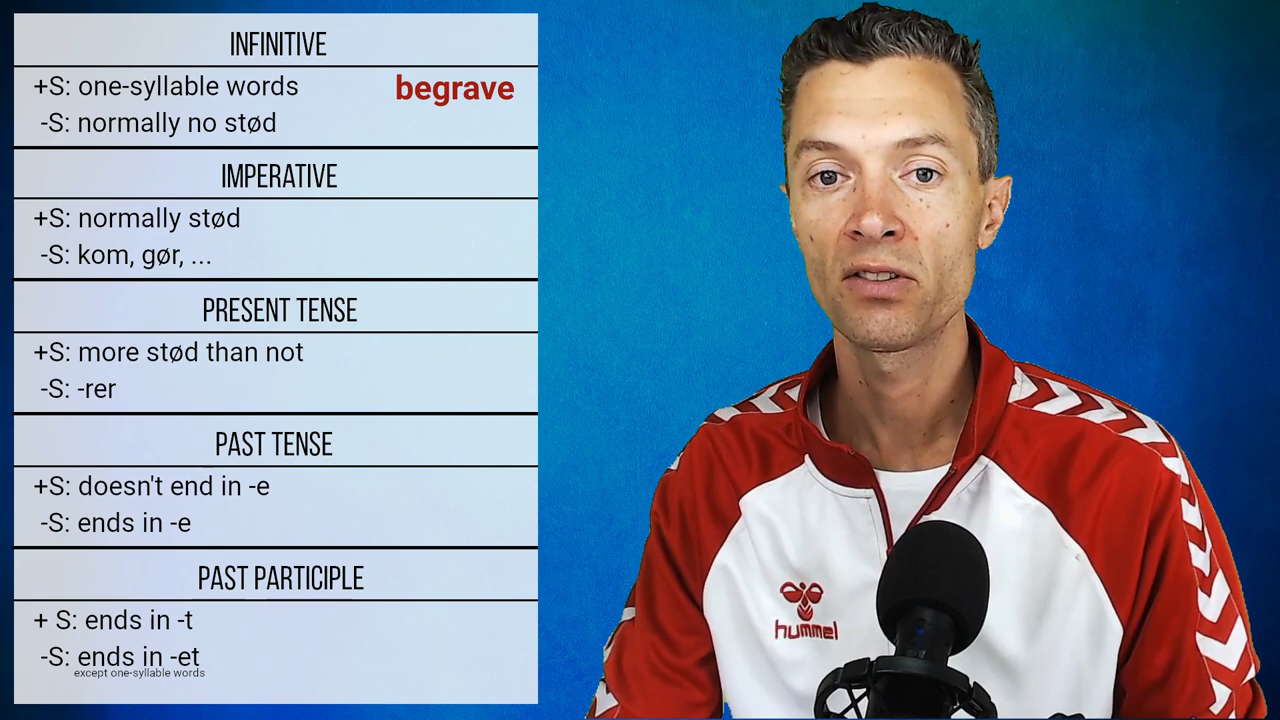 INFINITIVE
+S: one-syllable words begrave
-S: normally no stød
IMPERATIVE
+S: normally stød
-S: kom, gør, ...
PRESENT TENSE
+S: more stød than not
-S: -rer
PAST TENSE
+S: doesn't end in -e
-S: ends in -e
PAST PARTICIPLE
+ S: ends in -t
-S: ends in -et
except one-syllable words
hummel